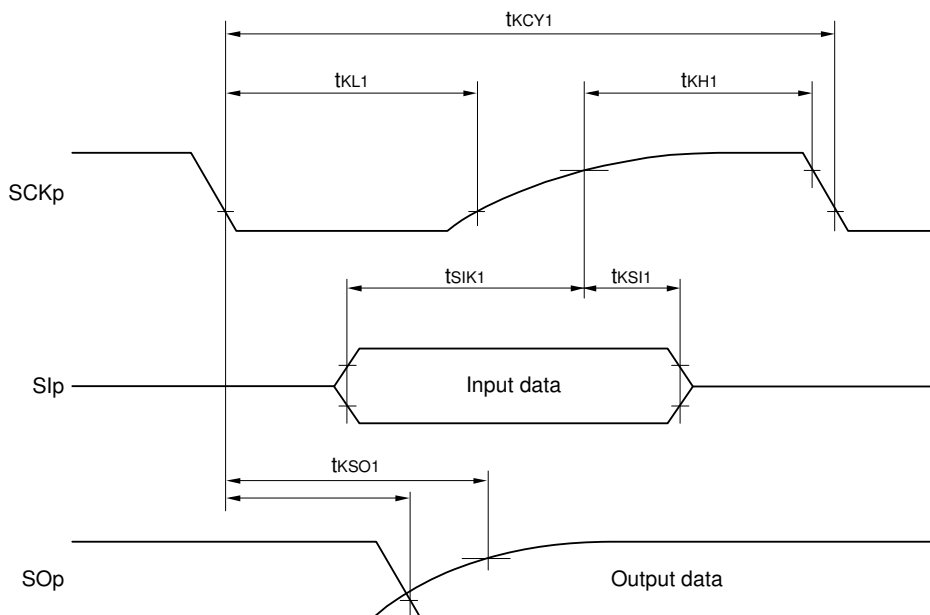 tKCY1
tKL1
tKH1
SCKp
tSIK1
tKSI1
SIp
Input data
tKSO1
SOp
Output data